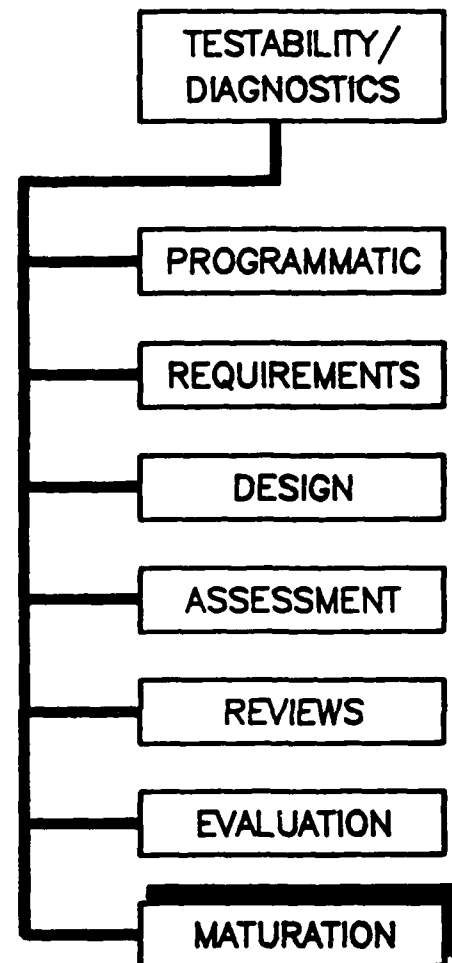 TESTABILITY/
DIAGNOSTICS
PROGRAMMATIC
REQUIREMENTS
DESIGN
ASSESSMENT
REVIEWS
EVALUATION
MATURATION